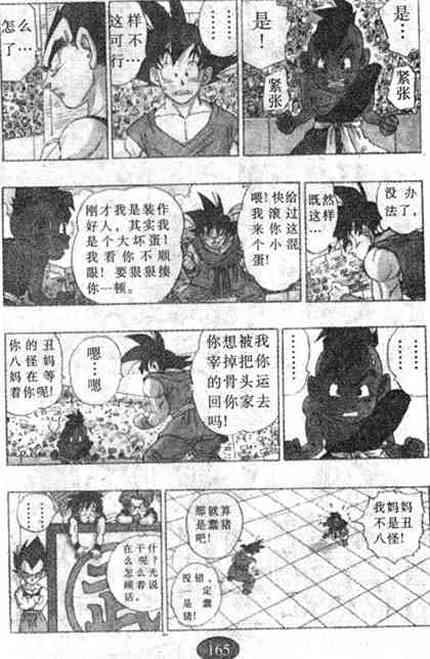 是…
……
紧张
紧张
是！
……
这样
可不
行…
怎么
了…
没办
法了，
既然
这样…
喂！快给
我滚过
来你这
个小混
蛋！
刚才我是装作
好人，其实我
是个大坏蛋！
我看你不顺
眼！要狠狠揍
你一顿。
……
……
你想被我
宰掉把你
的骨头运
回你家去
吗！
嗯…
…嗯
你的丑
八怪妈
妈在等
着你呢！
我妈妈
不是丑
八怪！
那就算
是蠢猪
吧！
没错，
一定是蠢
猪！
在干什
么呢？
怎么
说话
165